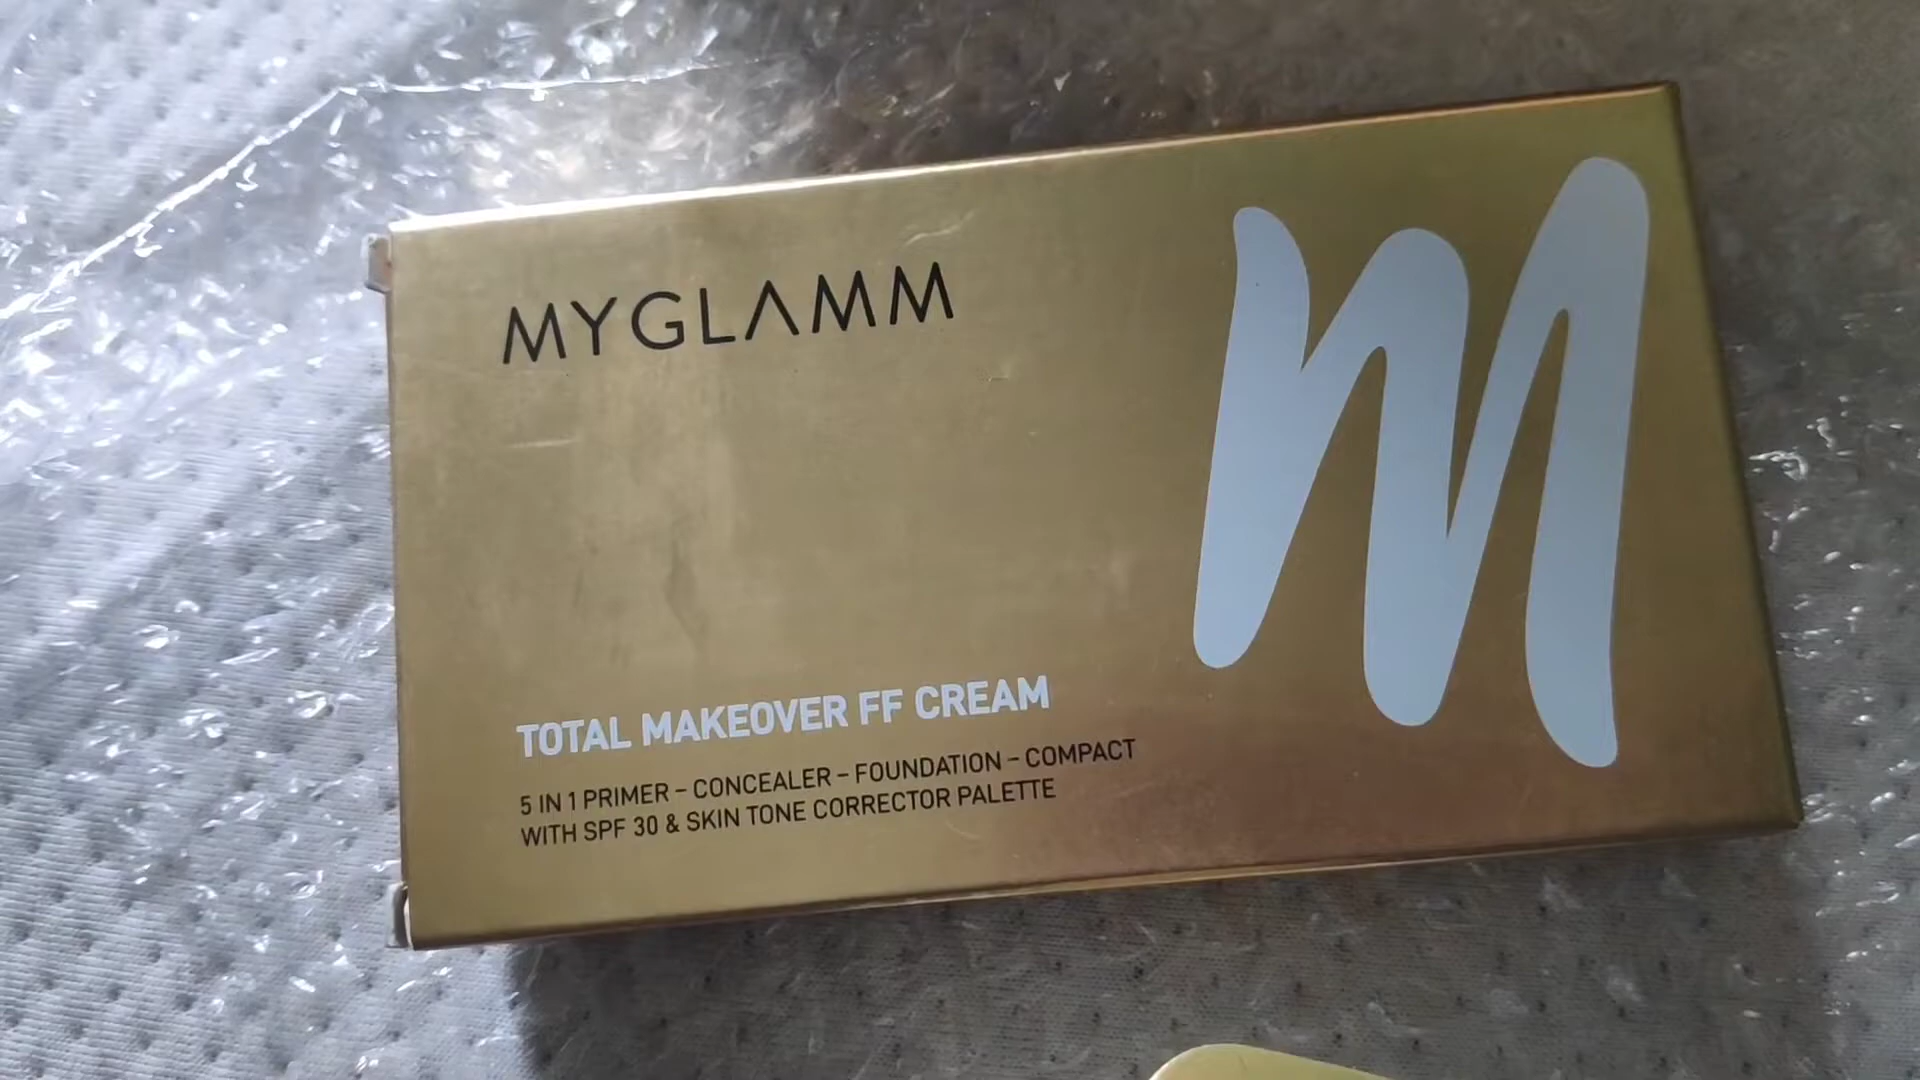 MYGLAMM
M
TOTAL MAKEOVER FF CREAM
5 IN 1 PRIMER – CONCEALER – FOUNDATION – COMPACT
WITH SPF 30 & SKIN TONE CORRECTOR PALETTE